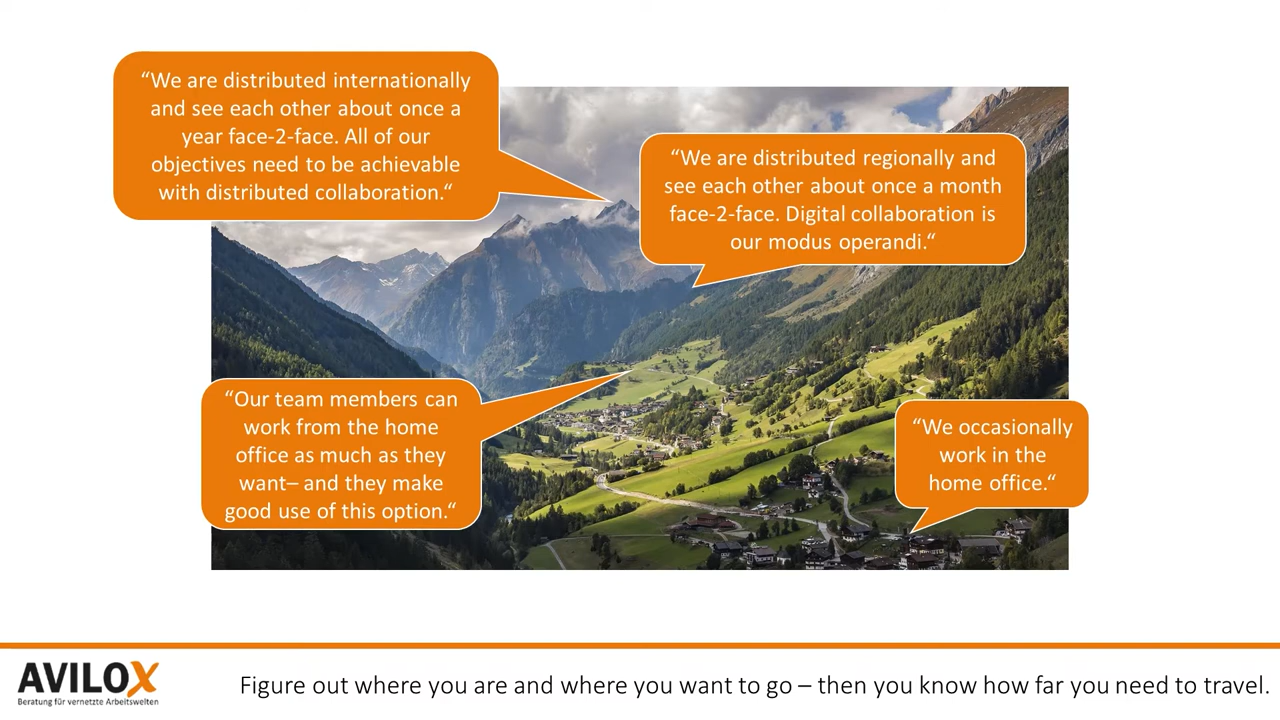 “We are distributed internationally
and see each other about once a
year face-2-face. All of our
objectives need to be achievable
with distributed collaboration.“
“We are distributed regionally and
see each other about once a month
face-2-face. Digital collaboration is
our modus operandi.“
“Our team members can
work from the home
office as much as they
want– and they make
good use of this option.“
“We occasionally
work in the
home office.“
AVILOX
Beratung für vernetzte Arbeitswelten
Figure out where you are and where you want to go – then you know how far you need to travel.